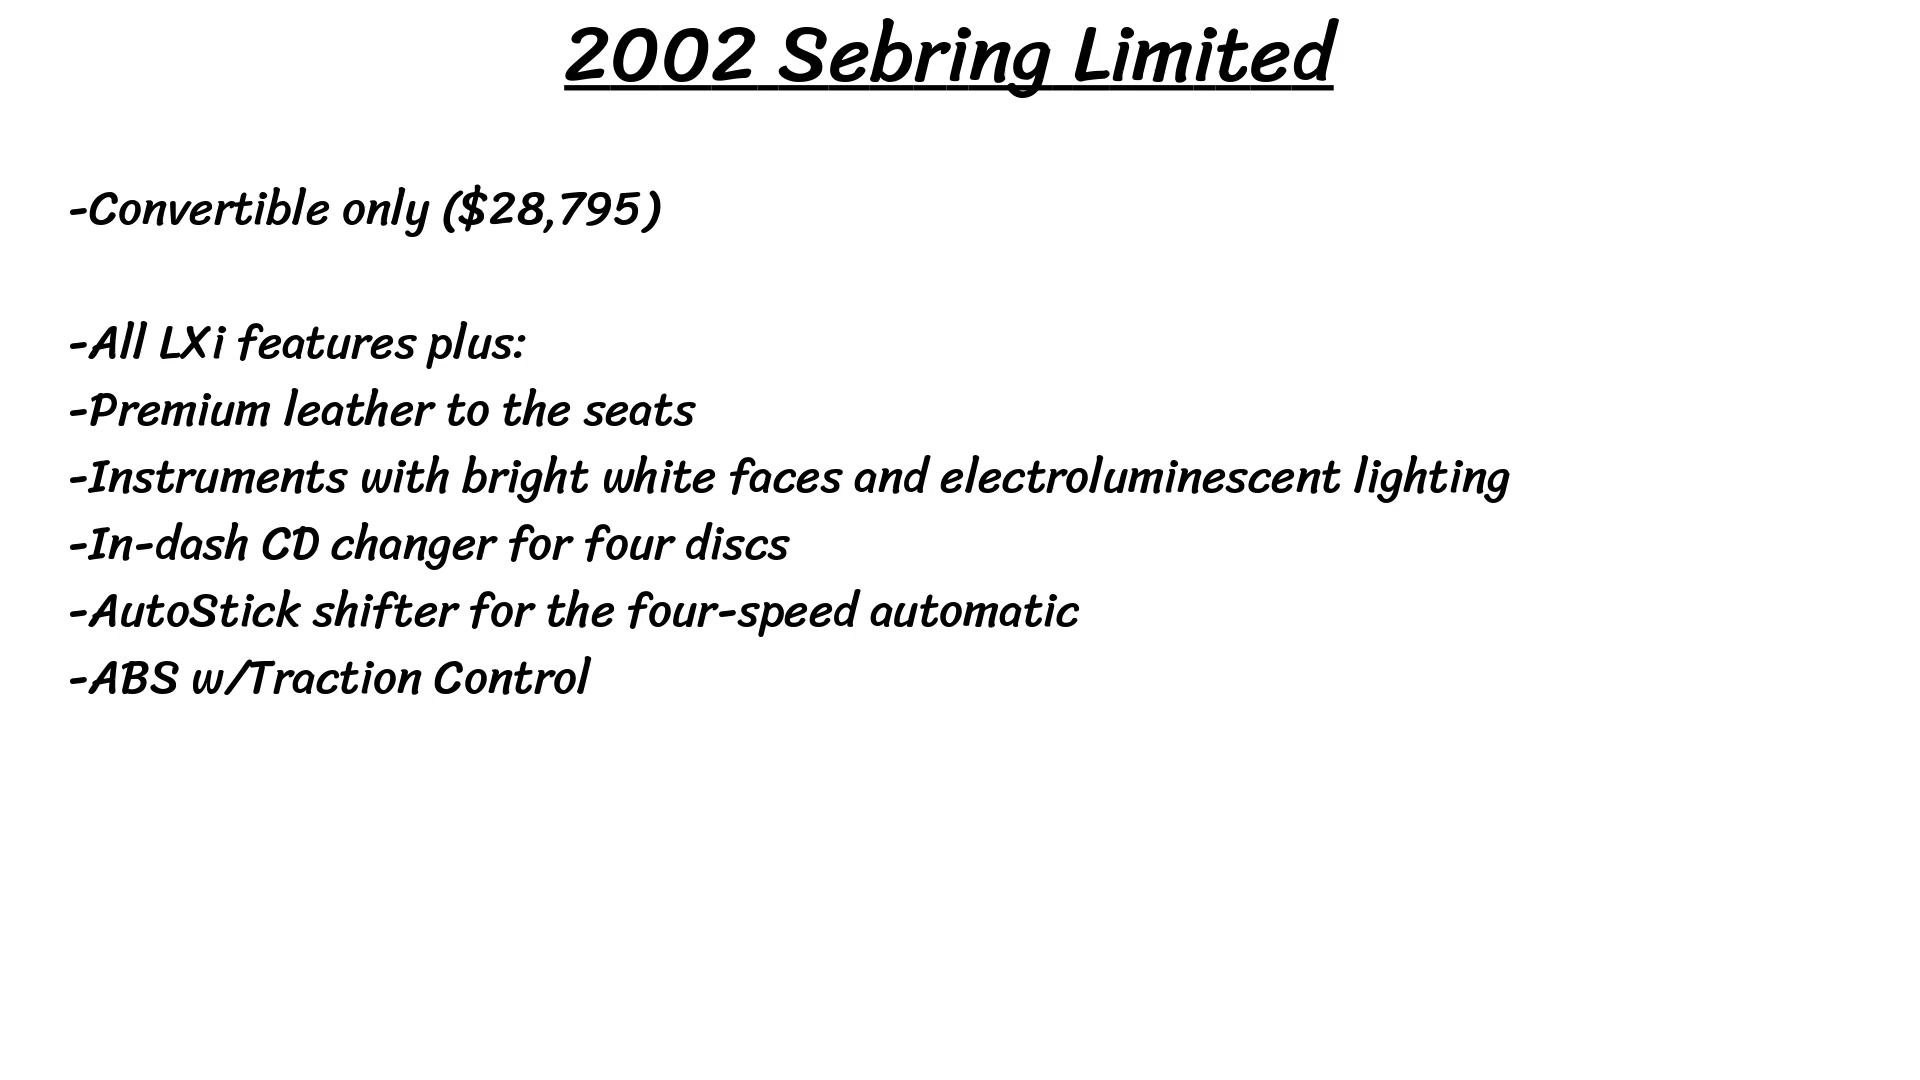 2002 Sebring Limited
-Convertible only ($28,795)
-All LXi features plus:
-Premium leather to the seats
-Instruments with bright white faces and electroluminescent lighting
-In-dash CD changer for four discs
-AutoStick shifter for the four-speed automatic
-ABS w/Traction Control